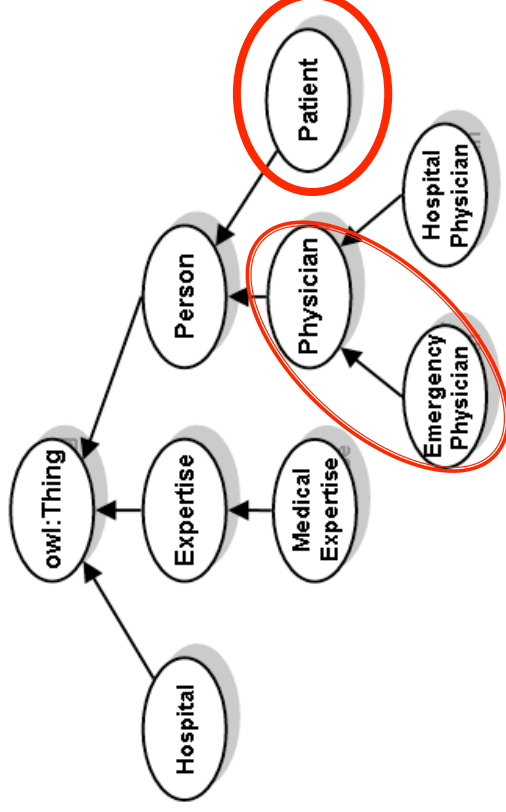 owl:Thing
Hospital
Expertise
Person
Medical
Expertise
Physician
Patient
Emergency
Physician
Hospital
Physician